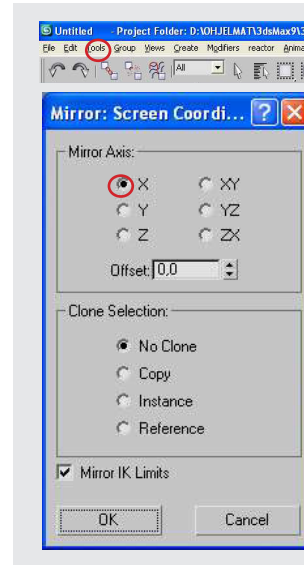 Untitled - Project Folder: D:\OHJELMAT\3dsMax9\3
File Edit Tools Group Views Create Modifiers reactor Anima
All
Mirror: Screen Coordi...
Mirror Axis:
X XY
Y YZ
Z ZX
Offset: 0,0
Clone Selection:
No Clone
Copy
Instance
Reference
Mirror IK Limits
OK Cancel